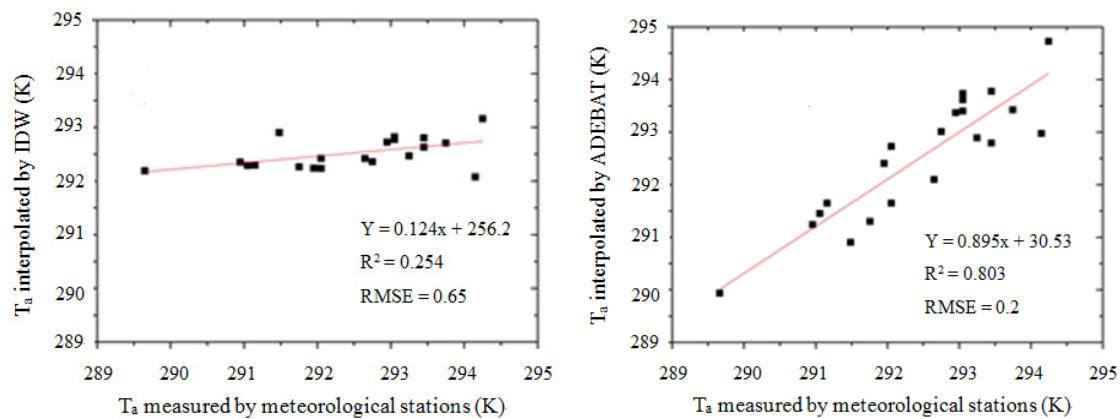 295
294
293
292
291
290
289
Ta interpolated by IDW (K)
Y = 0.124x + 256.2
R² = 0.254
RMSE = 0.65
289 290 291 292 293 294 295
Ta measured by meteorological stations (K)
295
294
293
292
291
290
289
Ta interpolated by ADEBAT (K)
Y = 0.895x + 30.53
R² = 0.803
RMSE = 0.2
289 290 291 292 293 294 295
Ta measured by meteorological stations (K)